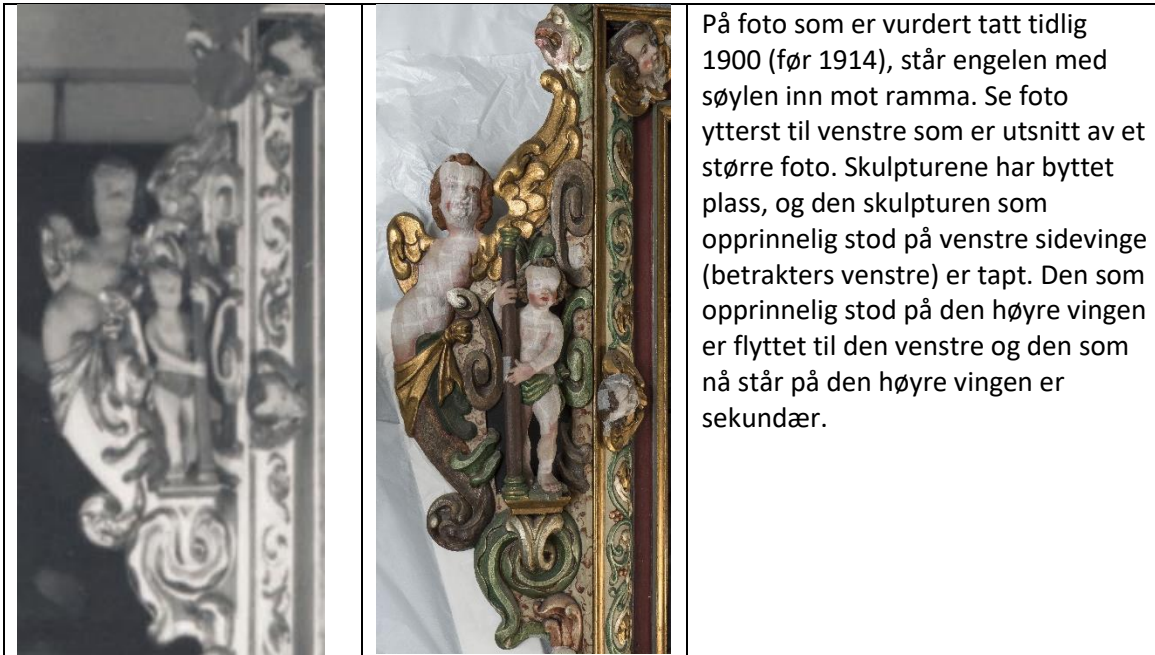 På foto som er vurdert tatt tidlig
1900 (før 1914), står engelen med
søylen inn mot ramma. Se foto
ytterst til venstre som er utsnitt av et
større foto. Skulpturene har byttet
plass, og den skulpturen som
opprinnelig stod på venstre sidevinge
(betrakters venstre) er tapt. Den som
opprinnelig stod på den høyre vingen
er flyttet til den venstre og den som
nå står på den høyre vingen er
sekundær.